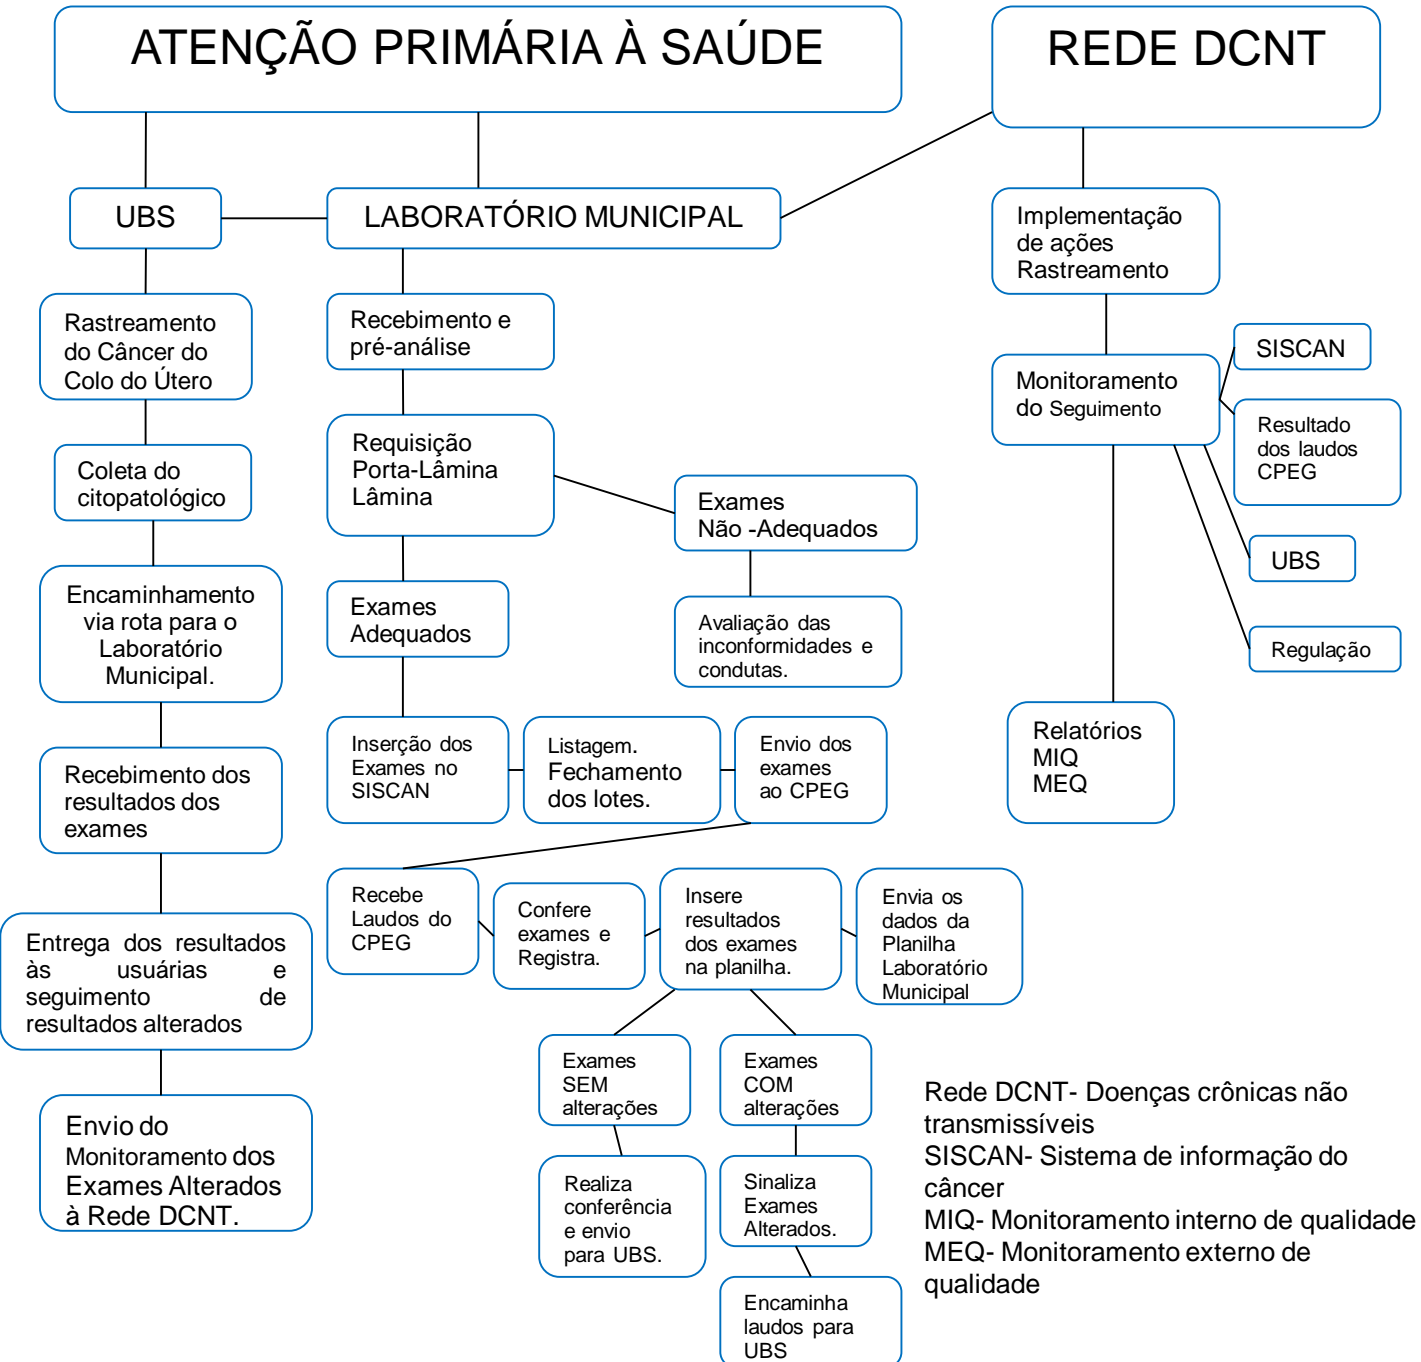 ATENÇÃO PRIMÁRIA À SAÚDE
REDE DCNT
UBS
LABORATÓRIO MUNICIPAL
Implementação
de ações
Rastreamento
Rastreamento
do Câncer do
Colo do Útero
Recebimento e
pré-análise
SISCAN
Monitoramento
do Seguimento
Resultado
dos laudos
CPEG
Requisição
Porta-Lâmina
Lâmina
Coleta do
citopatológico
Exames
Não -Adequados
UBS
Encaminhamento
via rota para o
Laboratório
Municipal.
Exames
Adequados
Avaliação das
inconformidades e
condutas.
Regulação
Inserção dos
Exames no
SISCAN
Listagem.
Fechamento
dos lotes.
Envio dos
exames
ao CPEG
Relatórios
MIQ
MEQ
Recebimento dos
resultados dos
exames
Recebe
Laudos do
CPEG
Confere
exames e
Registra.
Insere
resultados
dos exames
na planilha.
Envia os
dados da
Planilha
Laboratório
Municipal
Entrega dos resultados
às usuárias e
seguimento de
resultados alterados
Exames
SEM
alterações
Exames
COM
alterações
Envio do
Monitoramento dos
Exames Alterados
à Rede DCNT.
Realiza
conferência
e envio
para UBS.
Sinaliza
Exames
Alterados.
Encaminha
laudos para
UBS
Rede DCNT- Doenças crônicas não
transmissíveis
SISCAN- Sistema de informação do
câncer
MIQ- Monitoramento interno de qualidade
MEQ- Monitoramento externo de
qualidade